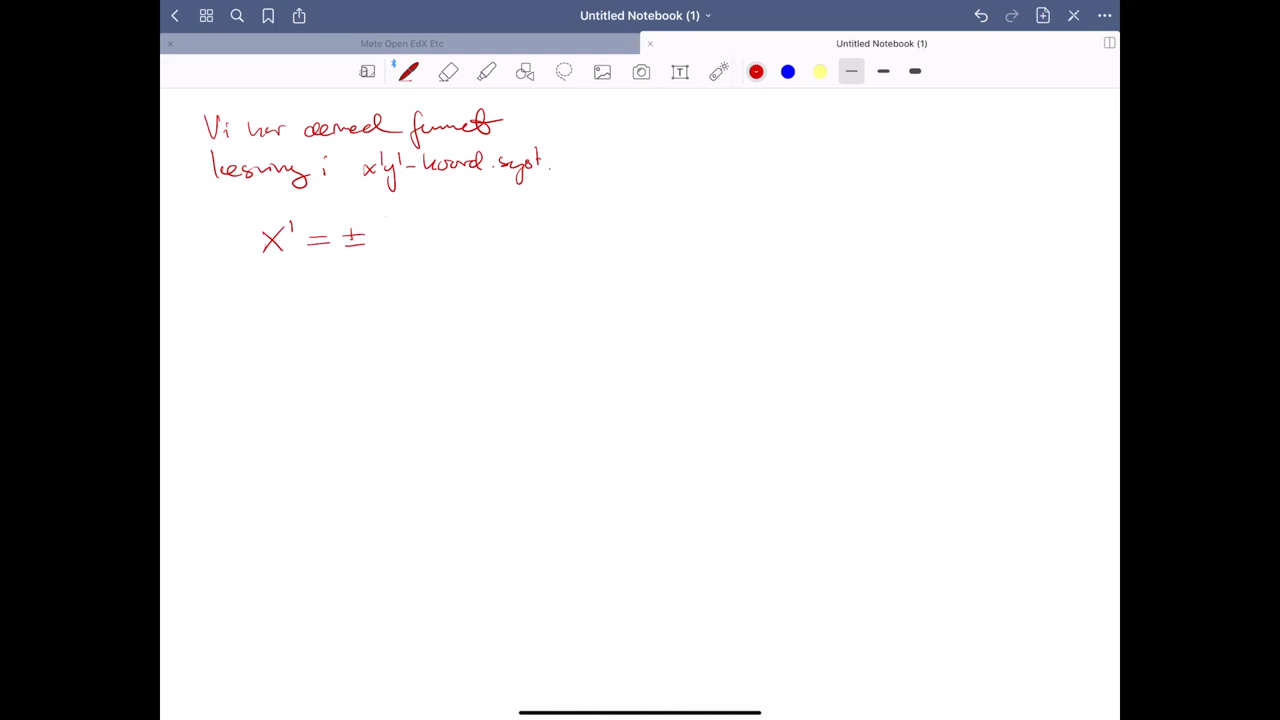 Untitled Notebook (1)
Møte Open EdX Etc
Untitled Notebook (1)
Vi har dermed funnet
løsning i x'y'-koord.syst.
x' = ±